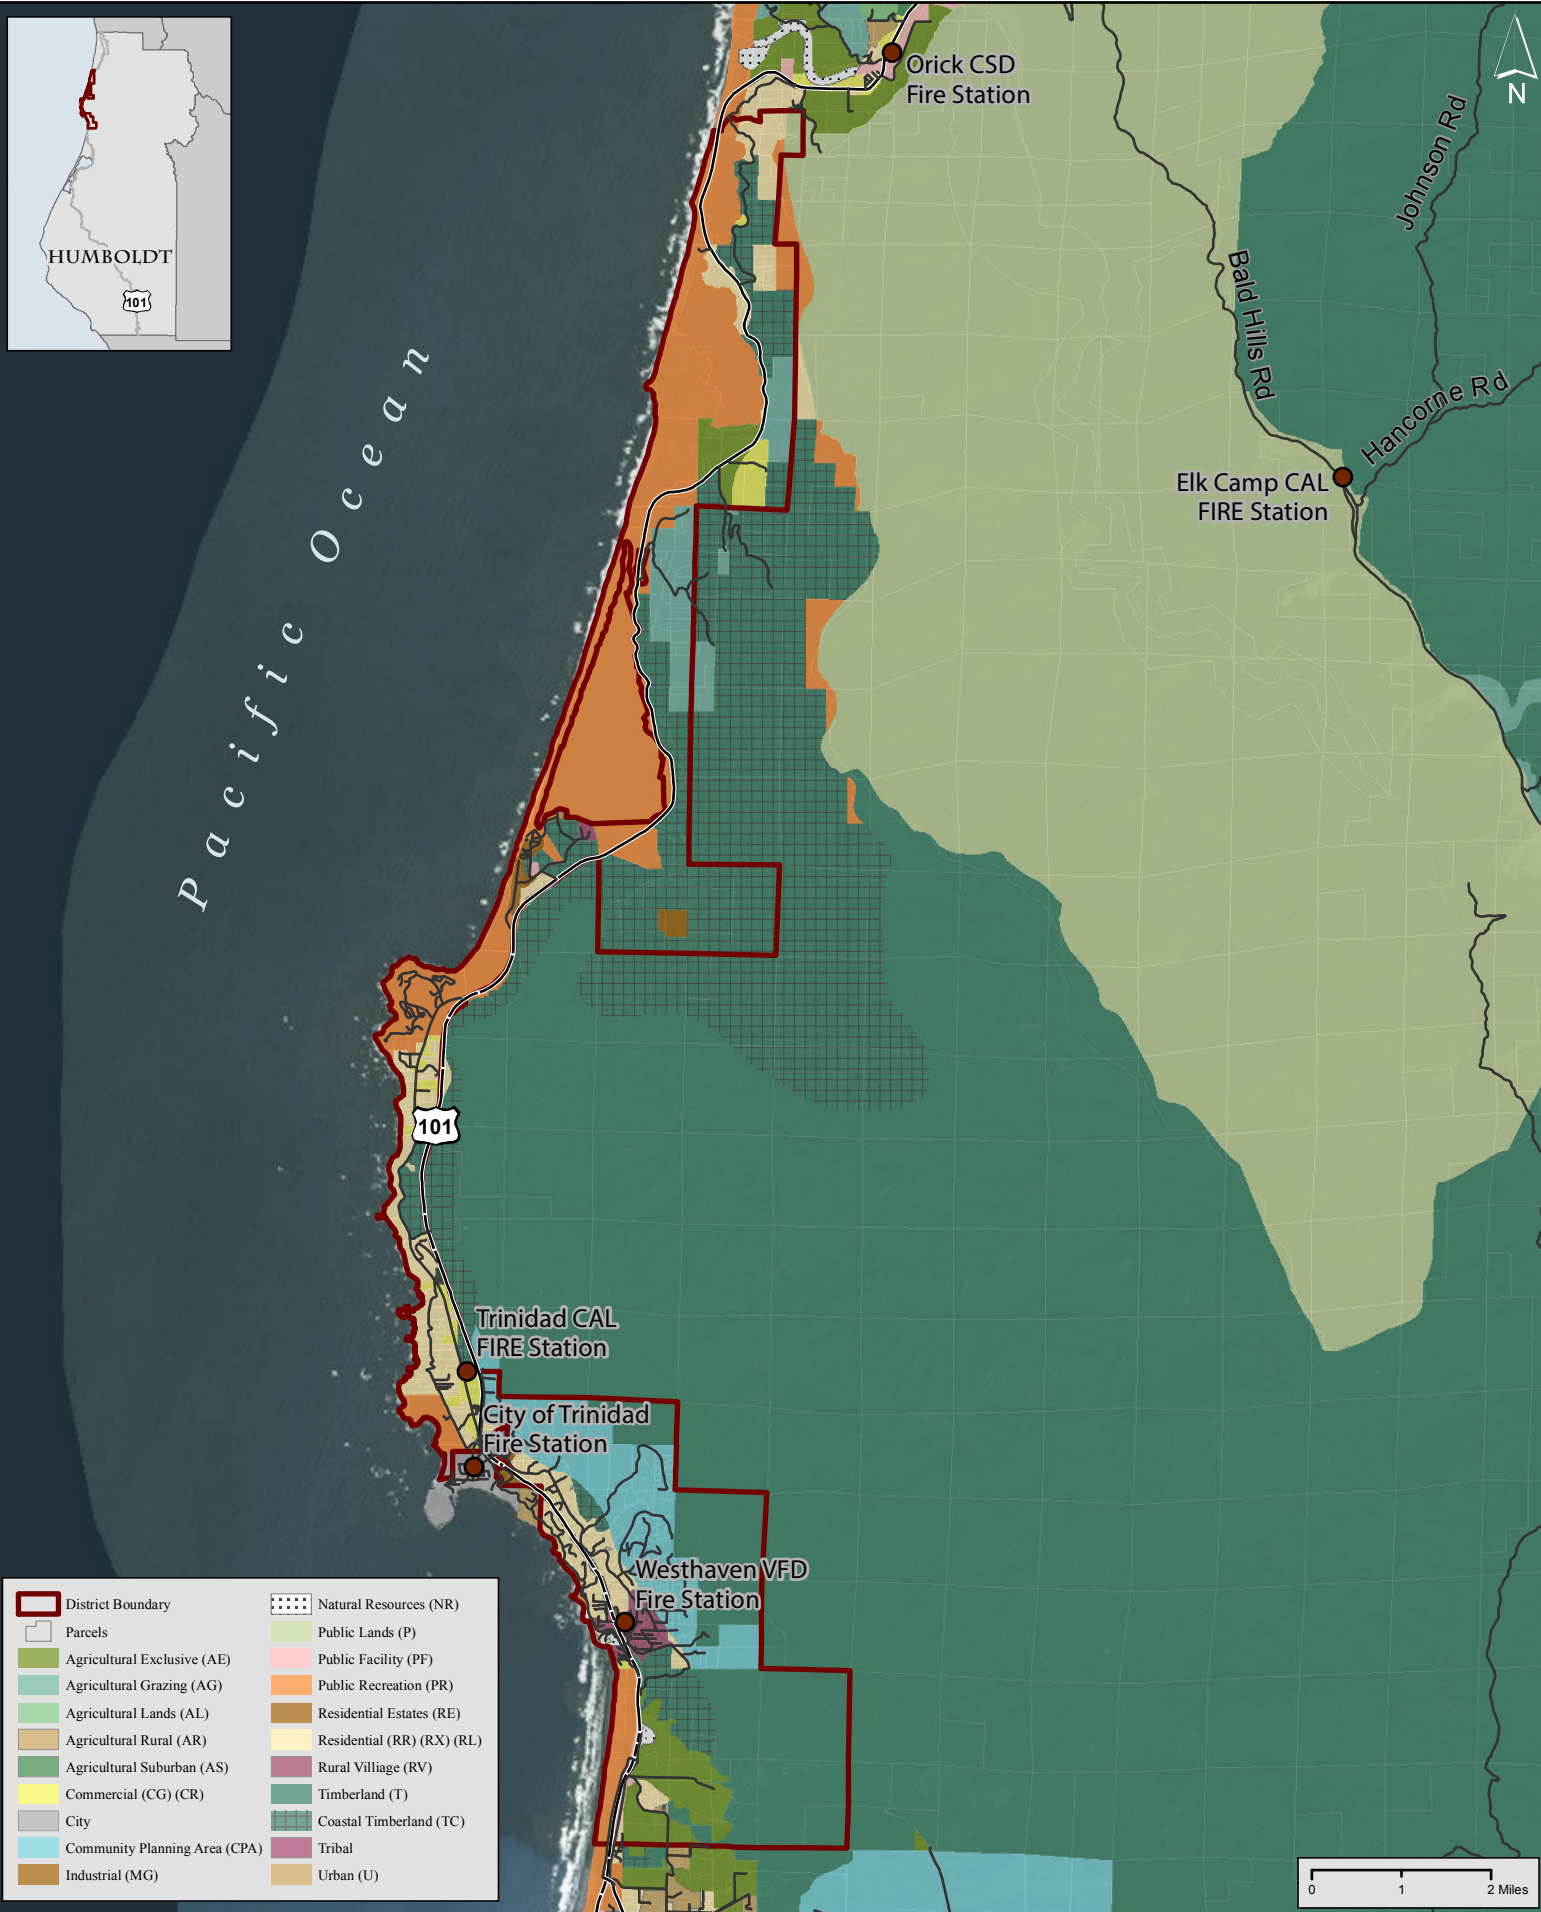 HUMBOLDT
101
N
Orick CSD
Fire Station
Johnson Rd
Bald Hills Rd
Hancorne Rd
Elk Camp CAL
FIRE Station
Pacific Ocean
101
Trinidad CAL
FIRE Station
City of Trinidad
Fire Station
Westhaven VFD
Fire Station
District Boundary
Parcels
Agricultural Exclusive (AE)
Agricultural Grazing (AG)
Agricultural Lands (AL)
Agricultural Rural (AR)
Agricultural Suburban (AS)
Commercial (CG) (CR)
City
Community Planning Area (CPA)
Industrial (MG)
Natural Resources (NR)
Public Lands (P)
Public Facility (PF)
Public Recreation (PR)
Residential Estates (RE)
Residential (RR) (RX) (RL)
Rural Villiage (RV)
Timberland (T)
Coastal Timberland (TC)
Tribal
Urban (U)
0 1 2 Miles